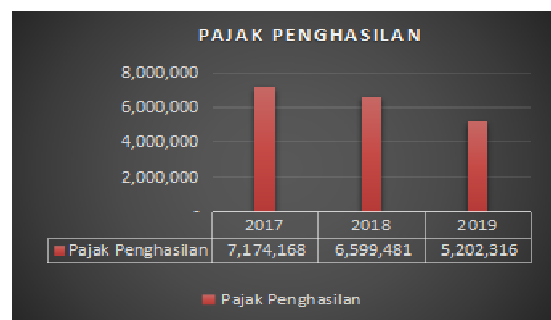 PAJAK PENGHASILAN
8,000,000
6,000,000
4,000,000
2,000,000
-
2017 2018 2019
Pajak Penghasilan 7,174,168 6,599,481 5,202,316
Pajak Penghasilan